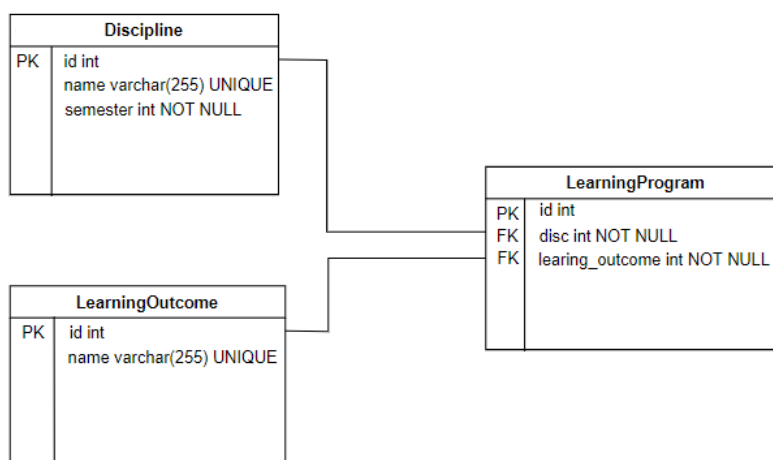 Discipline
PK id int
name varchar(255) UNIQUE
semester int NOT NULL
LearningProgram
PK id int
FK disc int NOT NULL
FK learing_outcome int NOT NULL
LearningOutcome
PK id int
name varchar(255) UNIQUE